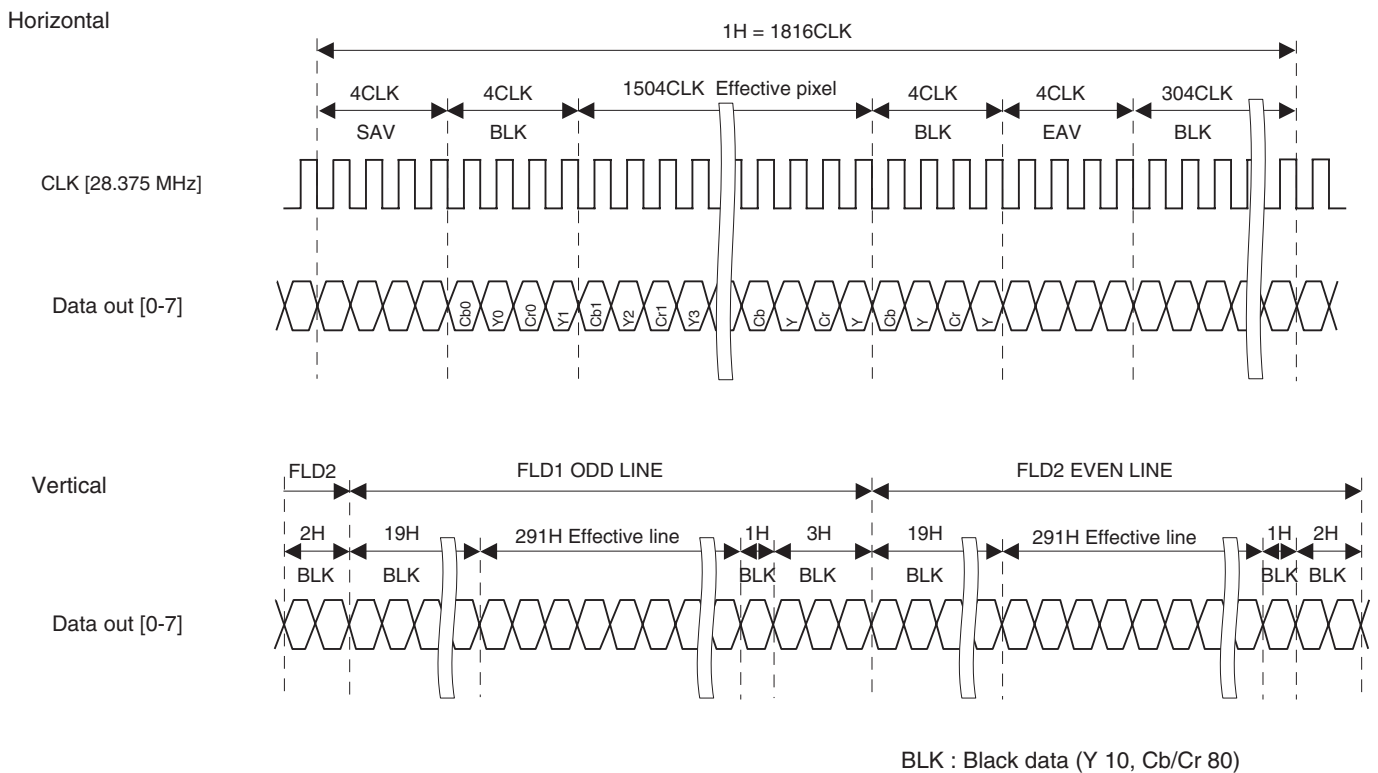 Horizontal
1H = 1816CLK
4CLK 4CLK 1504CLK Effective pixel 4CLK 4CLK 304CLK
SAV BLK BLK EAV BLK
CLK [28.375 MHz]
Data out [0-7]
Cb0 Y0 Cr0 Y1 Cb1 Y2 Cr1 Y3 Cb Y Cr Y Cb Y Cr Y
Vertical
FLD2 FLD1 ODD LINE FLD2 EVEN LINE
2H 19H 291H Effective line 1H 3H 19H 291H Effective line 1H 2H
BLK BLK BLK BLK BLK BLK BLK
Data out [0-7]
BLK : Black data (Y 10, Cb/Cr 80)